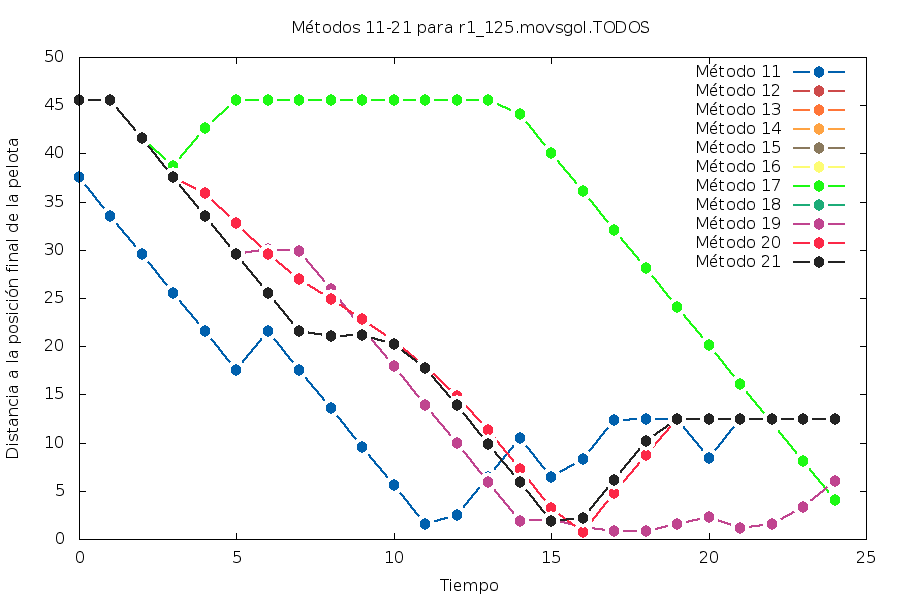 Métodos 11-21 para r1_125.movsgol.TODOS
Distancia a la posición final de la pelota
50
45
40
35
30
25
20
15
10
5
0
0 5 10 15 20 25
Tiempo
Método 11
Método 12
Método 13
Método 14
Método 15
Método 16
Método 17
Método 18
Método 19
Método 20
Método 21